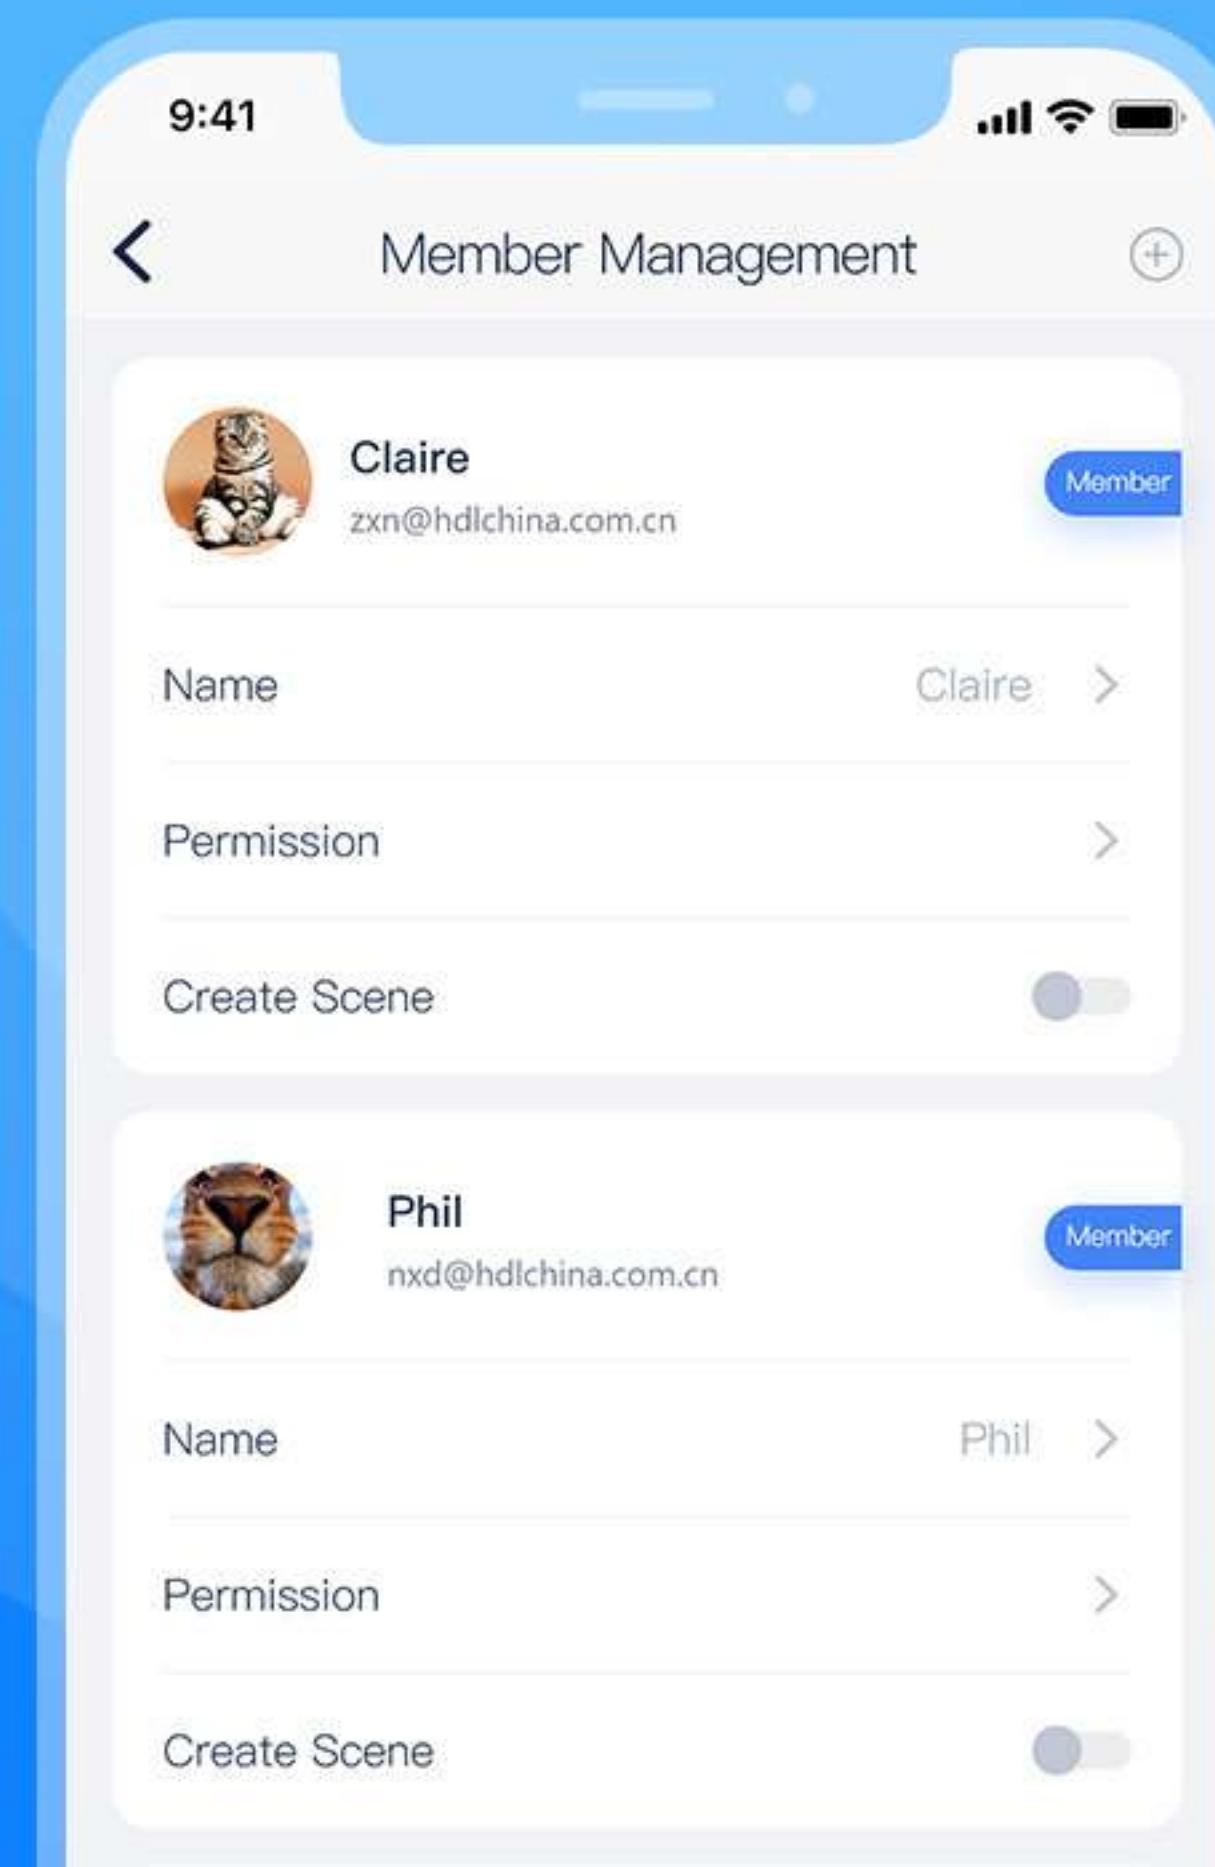 9:41
Member Management
Claire
Member
zxn@hdlchina.com.cn
Name Claire
Permission
Create Scene
Phil
Member
nxd@hdlchina.com.cn
Name Phil
Permission
Create Scene